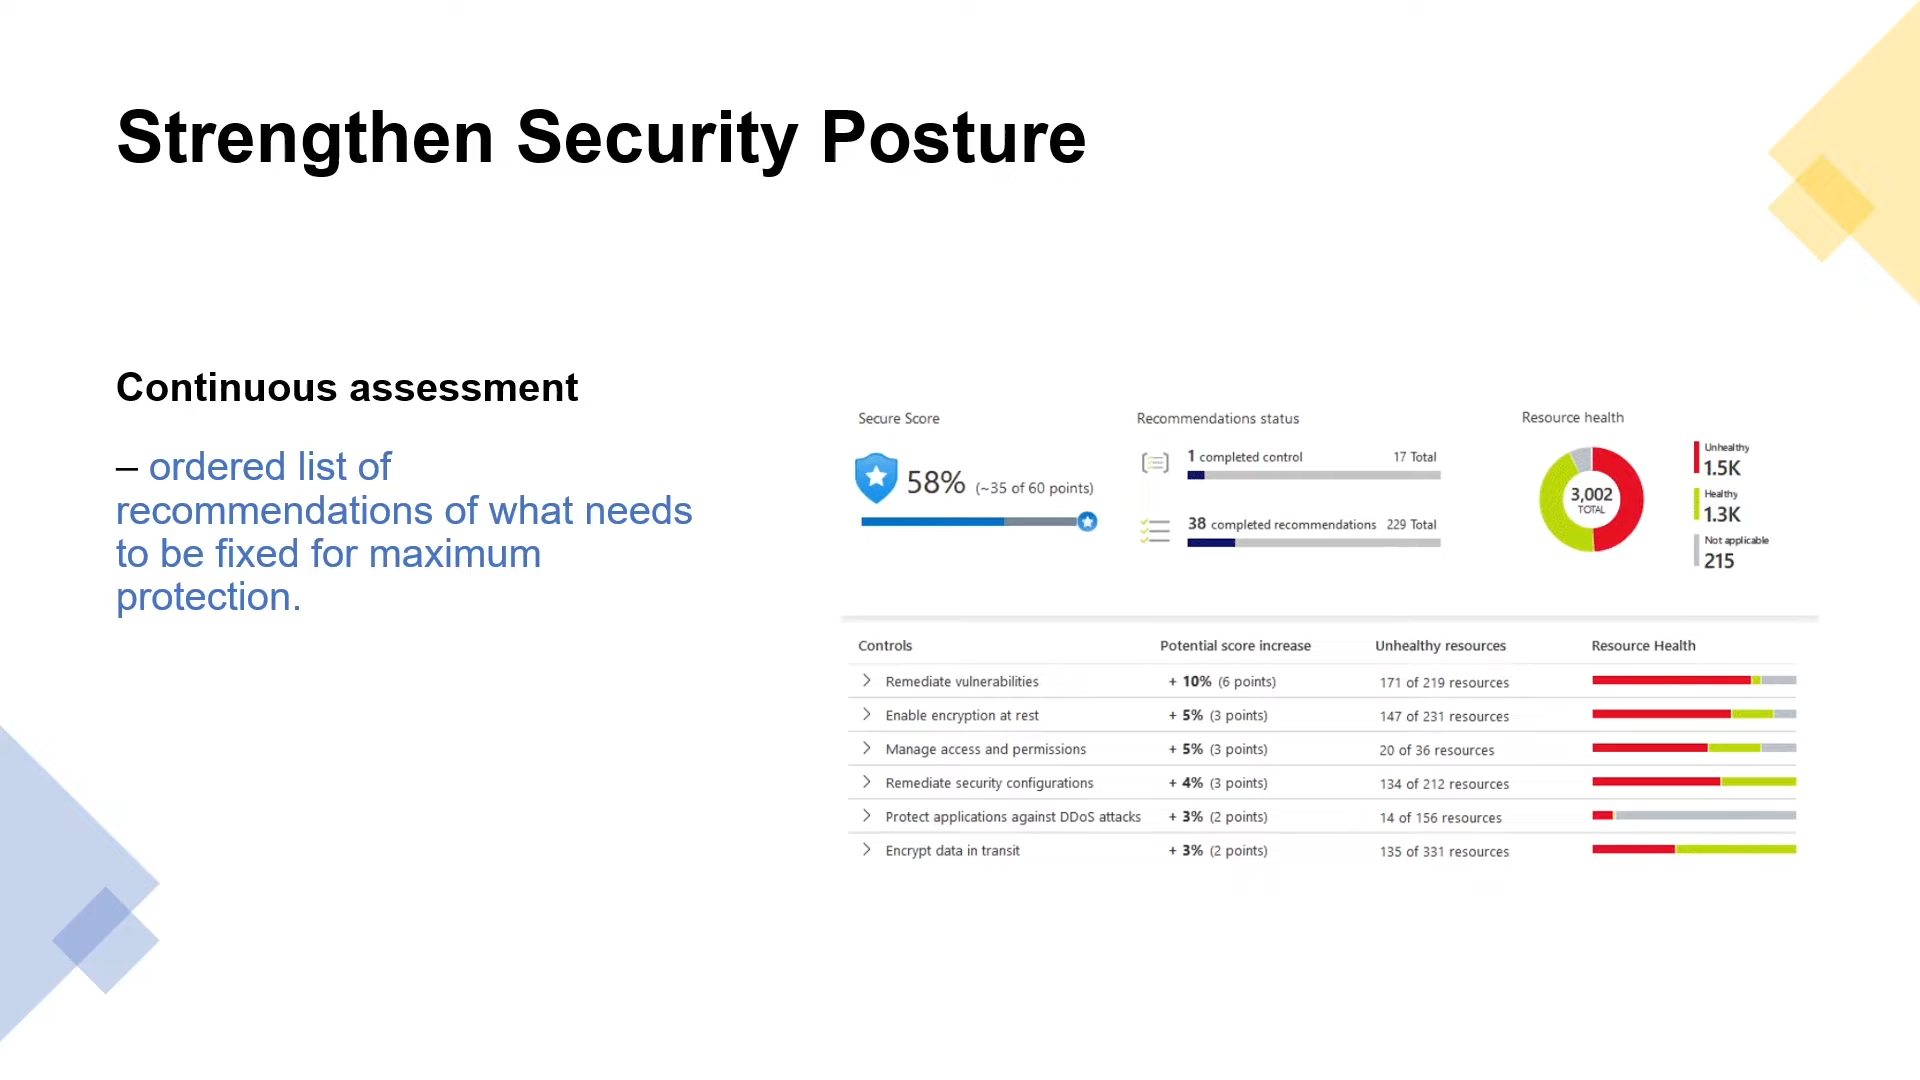 Strengthen Security Posture
Continuous assessment
– ordered list of
recommendations of what needs
to be fixed for maximum
protection.
Secure Score
58% (~35 of 60 points)
Recommendations status
1 completed control 17 Total
38 completed recommendations 229 Total
Resource health
3,002
TOTAL
Unhealthy
1.5K
Healthy
1.3K
Not applicable
215
Controls Potential score increase Unhealthy resources Resource Health
Remediate vulnerabilities + 10% (6 points) 171 of 219 resources
Enable encryption at rest + 5% (3 points) 147 of 231 resources
Manage access and permissions + 5% (3 points) 20 of 36 resources
Remediate security configurations + 4% (3 points) 134 of 212 resources
Protect applications against DDoS attacks + 3% (2 points) 14 of 156 resources
Encrypt data in transit + 3% (2 points) 135 of 331 resources